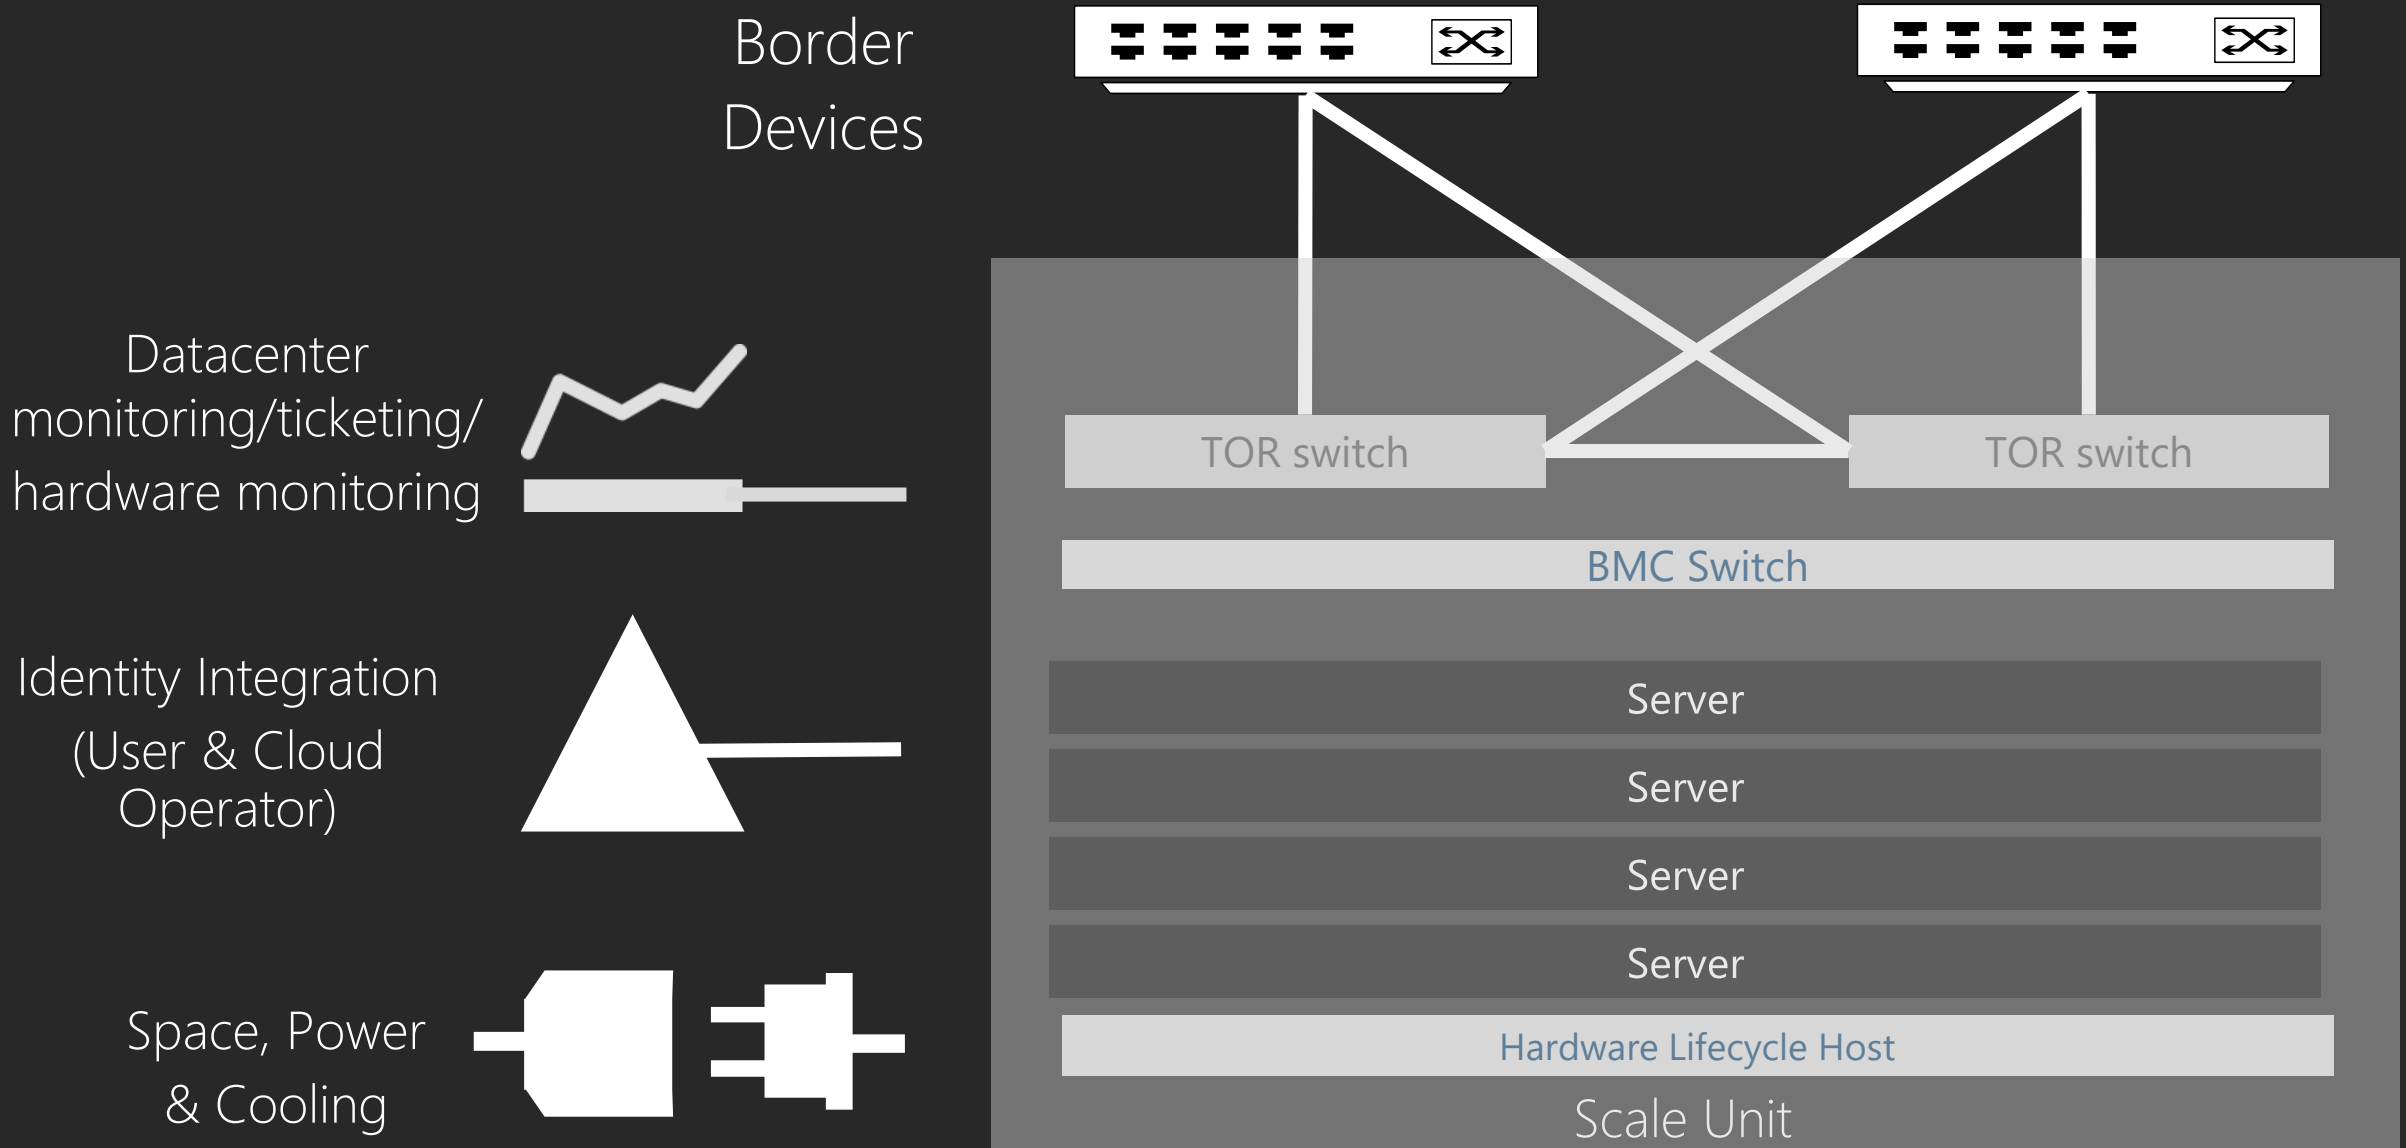 Border
Devices
Datacenter
monitoring/ticketing/
hardware monitoring
TOR switch
TOR switch
BMC Switch
Identity Integration
(User & Cloud
Operator)
Server
Server
Server
Server
Space, Power
& Cooling
Hardware Lifecycle Host
Scale Unit